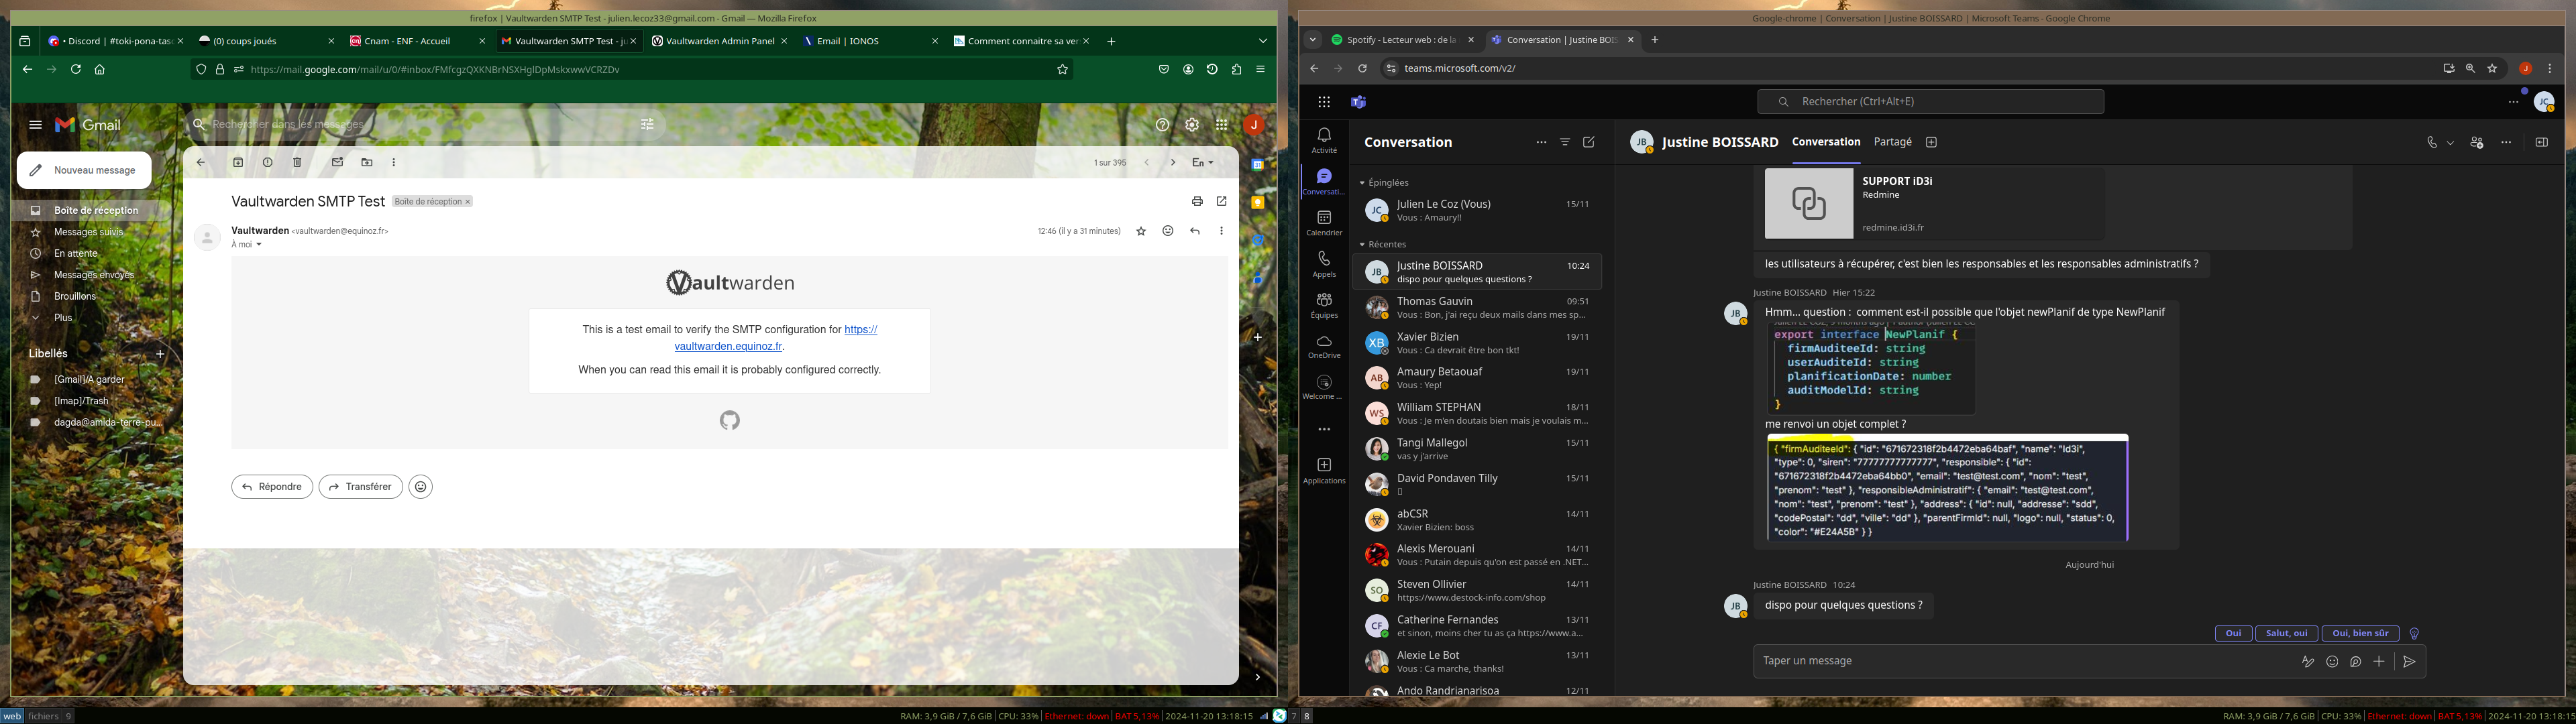 firefox | Vaultwarden SMTP Test - julien.lecoz33@gmail.com - Gmail — Mozilla Firefox
• Discord | #toki-pona-tas
(0) coups joués
Cnam - ENF - Accueil
Vaultwarden SMTP Test - ju
Vaultwarden Admin Panel
Email | IONOS
Comment connaitre sa ver
https://mail.google.com/mail/u/0/#inbox/FMfcgzQXKNBrNSXHglDpMskxwwVCRZDv
Gmail
Rechercher dans les messages
Nouveau message
Boîte de réception
Messages suivis
En attente
Messages envoyés
Brouillons
Plus
Libellés
[Gmail]/A garder
[Imap]/Trash
dagda@amida-terre-pu...
1 sur 395
En
Vaultwarden SMTP Test
Boîte de réception ×
Vaultwarden <vaultwarden@equinoz.fr>
12:46 (il y a 31 minutes)
À moi
Vaultwarden
This is a test email to verify the SMTP configuration for https://
vaultwarden.equinoz.fr.
When you can read this email it is probably configured correctly.
Répondre
Transférer
web fichiers 9
RAM: 3,9 GiB / 7,6 GiB | CPU: 33% | Ethernet: down | BAT 5,13% | 2024-11-20 13:18:15
7 8
Google-chrome | Conversation | Justine BOISSARD | Microsoft Teams - Google Chrome
Spotify - Lecteur web : de la
Conversation | Justine BOIS
teams.microsoft.com/v2/
J
Rechercher (Ctrl+Alt+E)
JC
Activité
Conversati...
Calendrier
Appels
Équipes
OneDrive
Welcome ...
Applications
Conversation
Épinglées
JC
Julien Le Coz (Vous) 15/11
Vous : Amaury!!
Récentes
JB
Justine BOISSARD 10:24
dispo pour quelques questions ?
Thomas Gauvin 09:51
Vous : Bon, j'ai reçu deux mails dans mes sp...
XB
Xavier Bizien 19/11
Vous : Ca devrait être bon tkt!
AB
Amaury Betaouaf 19/11
Vous : Yep!
WS
William STEPHAN 18/11
Vous : Je m'en doutais bien mais je voulais m...
Tangi Mallegol 15/11
vas y j'arrive
David Pondaven Tilly 15/11
abCSR 14/11
Xavier Bizien: boss
Alexis Merouani 14/11
Vous : Putain depuis qu'on est passé en .NET...
SO
Steven Ollivier 14/11
https://www.destock-info.com/shop
CF
Catherine Fernandes 13/11
et sinon, moins cher tu as ça https://www.a...
Alexie Le Bot 13/11
Vous : Ca marche, thanks!
Ando Randrianarisoa 12/11
JB
Justine BOISSARD
Conversation
Partagé
SUPPORT iD3i
Redmine
redmine.id3i.fr
les utilisateurs à récupérer, c'est bien les responsables et les responsables administratifs ?
Justine BOISSARD Hier 15:22
JB
Hmm... question : comment est-il possible que l'objet newPlanif de type NewPlanif
export interface NewPlanif {
firmAuditeeId: string
userAuditeId: string
planificationDate: number
auditModelId: string
}
me renvoi un objet complet ?
{ "firmAuditeeId": { "id": "671672318f2b4472eba64baf", "name": "Id3i",
"type": 0, "siren": "77777777777777", "responsible": { "id":
"671672318f2b4472eba64bb0", "email": "test@test.com", "nom": "test",
"prenom": "test" }, "responsibleAdministratif": { "email": "test@test.com",
"nom": "test", "prenom": "test" }, "address": { "id": null, "addresse": "sdd",
"codePostal": "dd", "ville": "dd" }, "parentFirmId": null, "logo": null, "status": 0,
"color": "#E24A5B" } }
Aujourd'hui
Justine BOISSARD 10:24
JB
dispo pour quelques questions ?
Oui
Salut, oui
Oui, bien sûr
Taper un message
RAM: 3,9 GiB / 7,6 GiB | CPU: 33% | Ethernet: down | BAT 5,13% | 2024-11-20 13:18:1